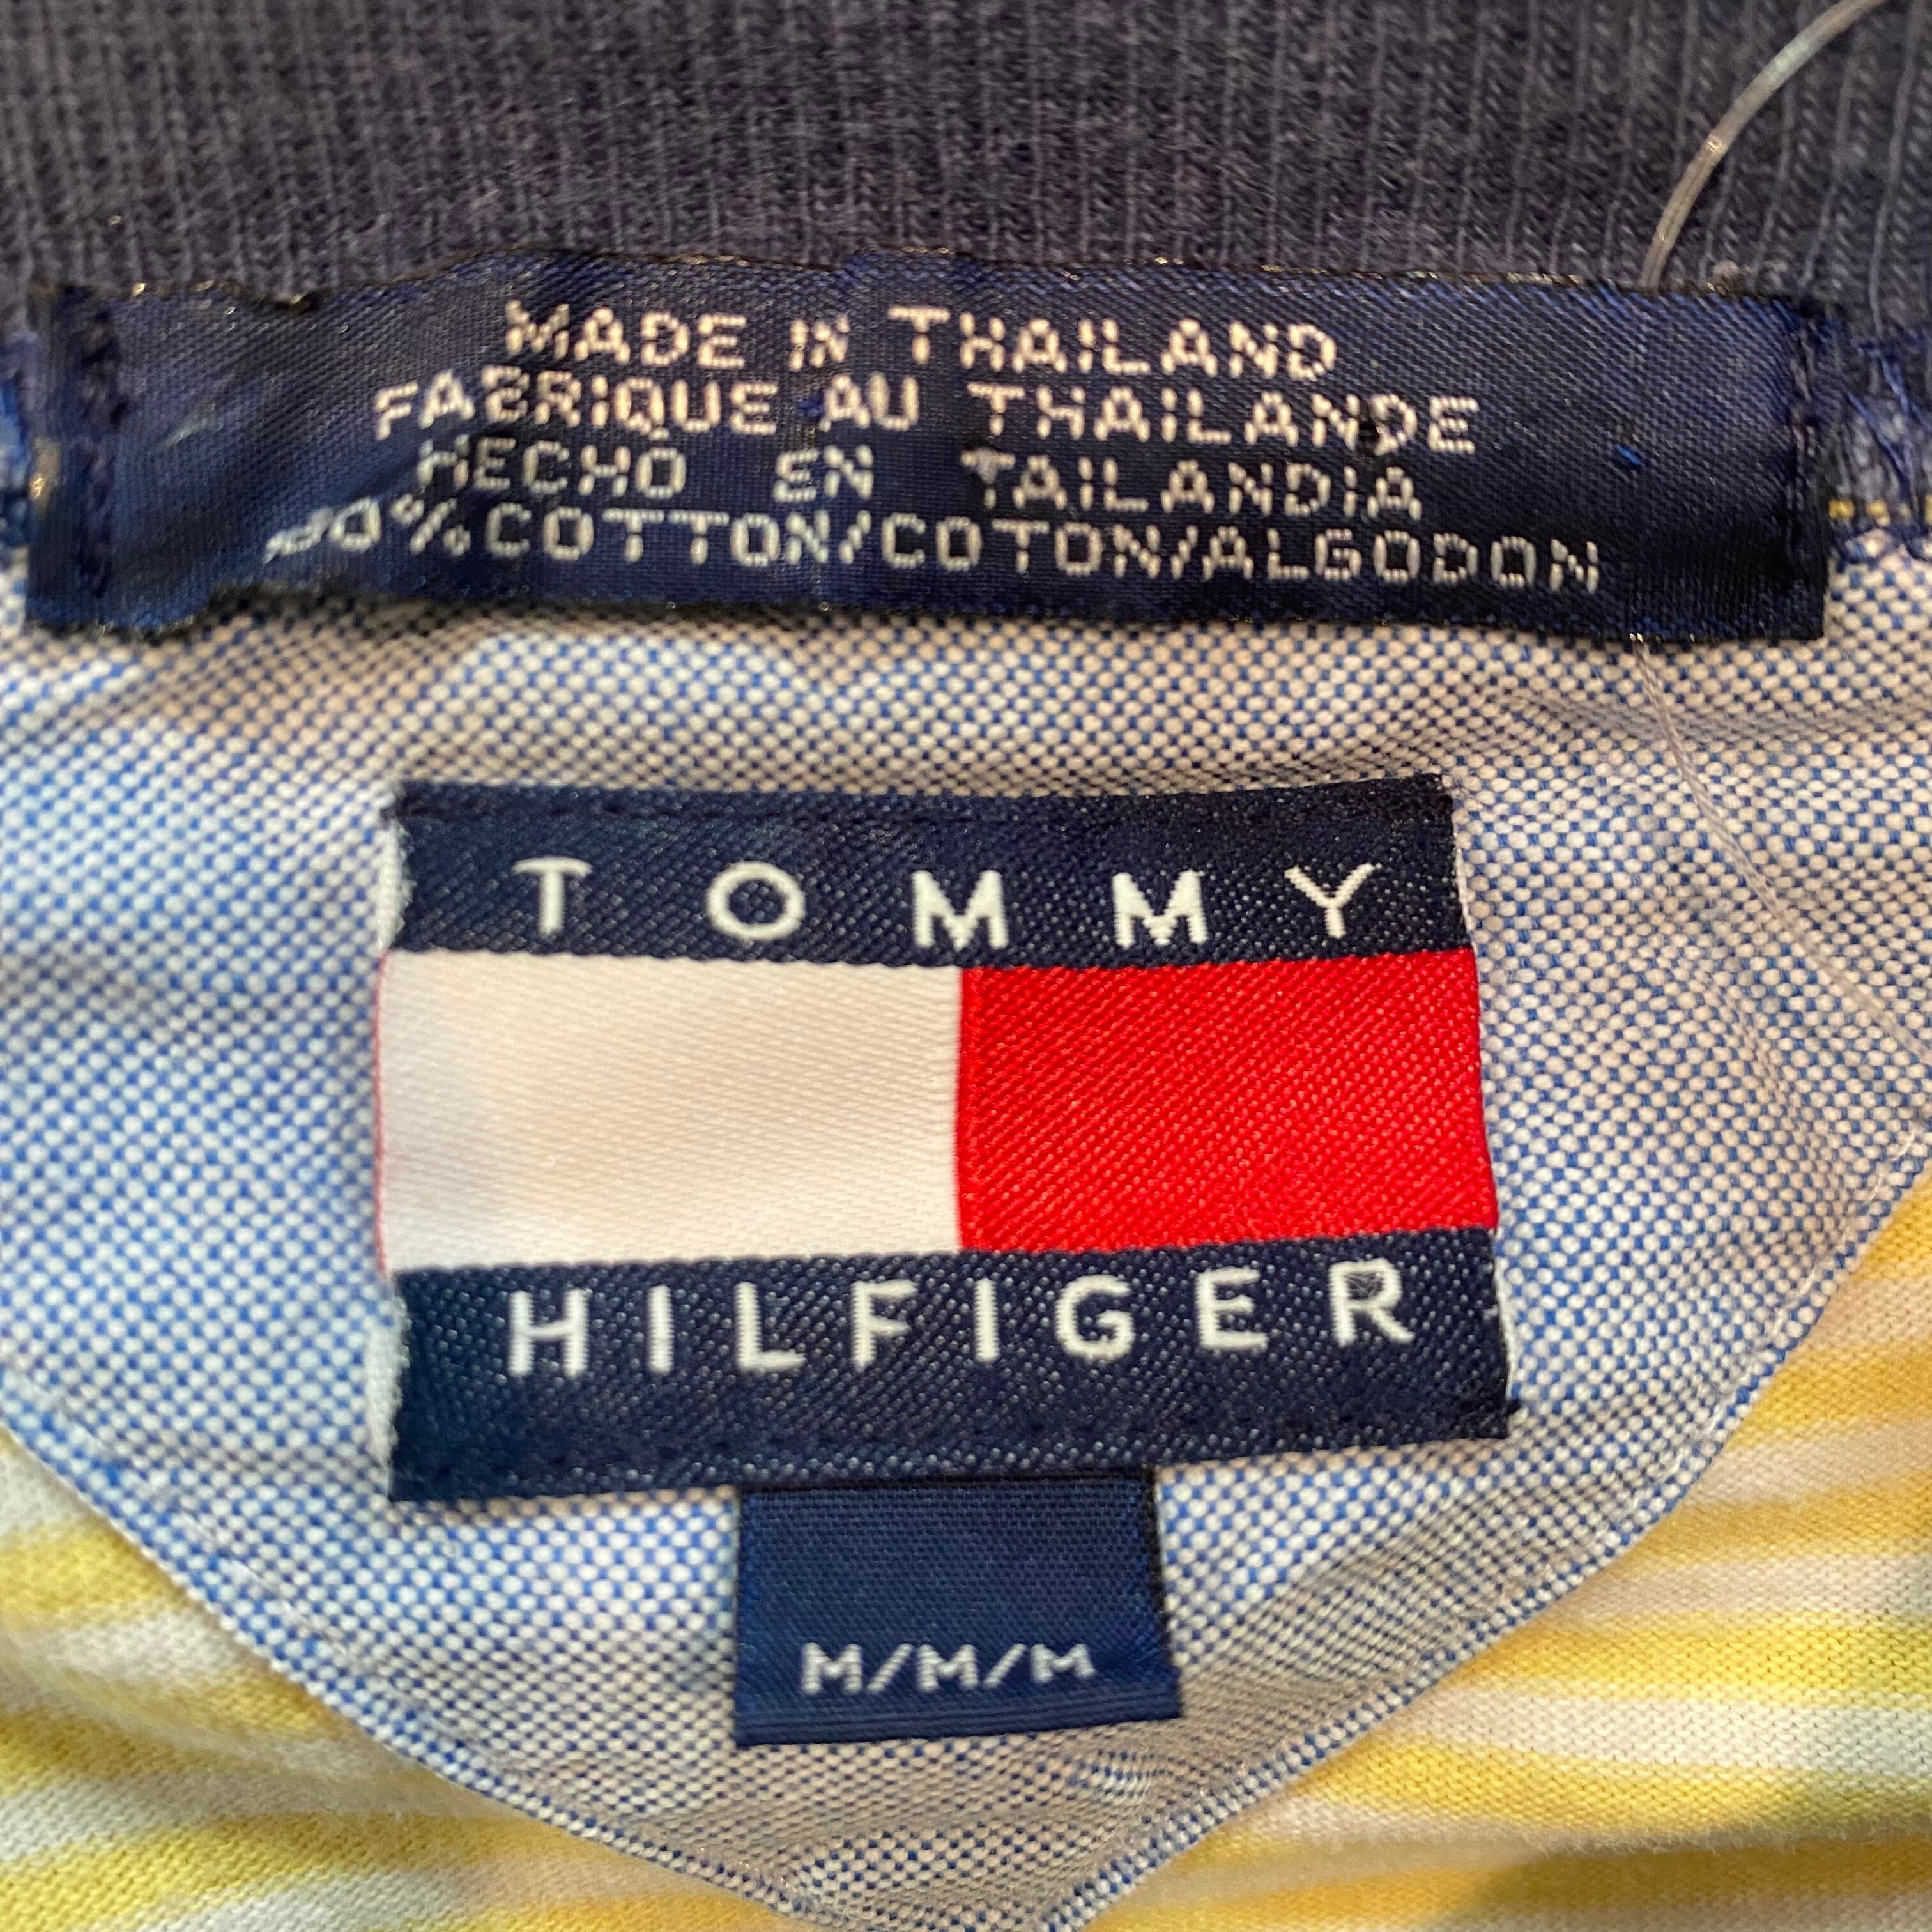 MADE IN THAILAND
FABRIQUE AU THAILANDE
HECHO EN TAILANDIA
COTTON/COTON/ALGODON
TOMMY
HILFIGER
M/M/M